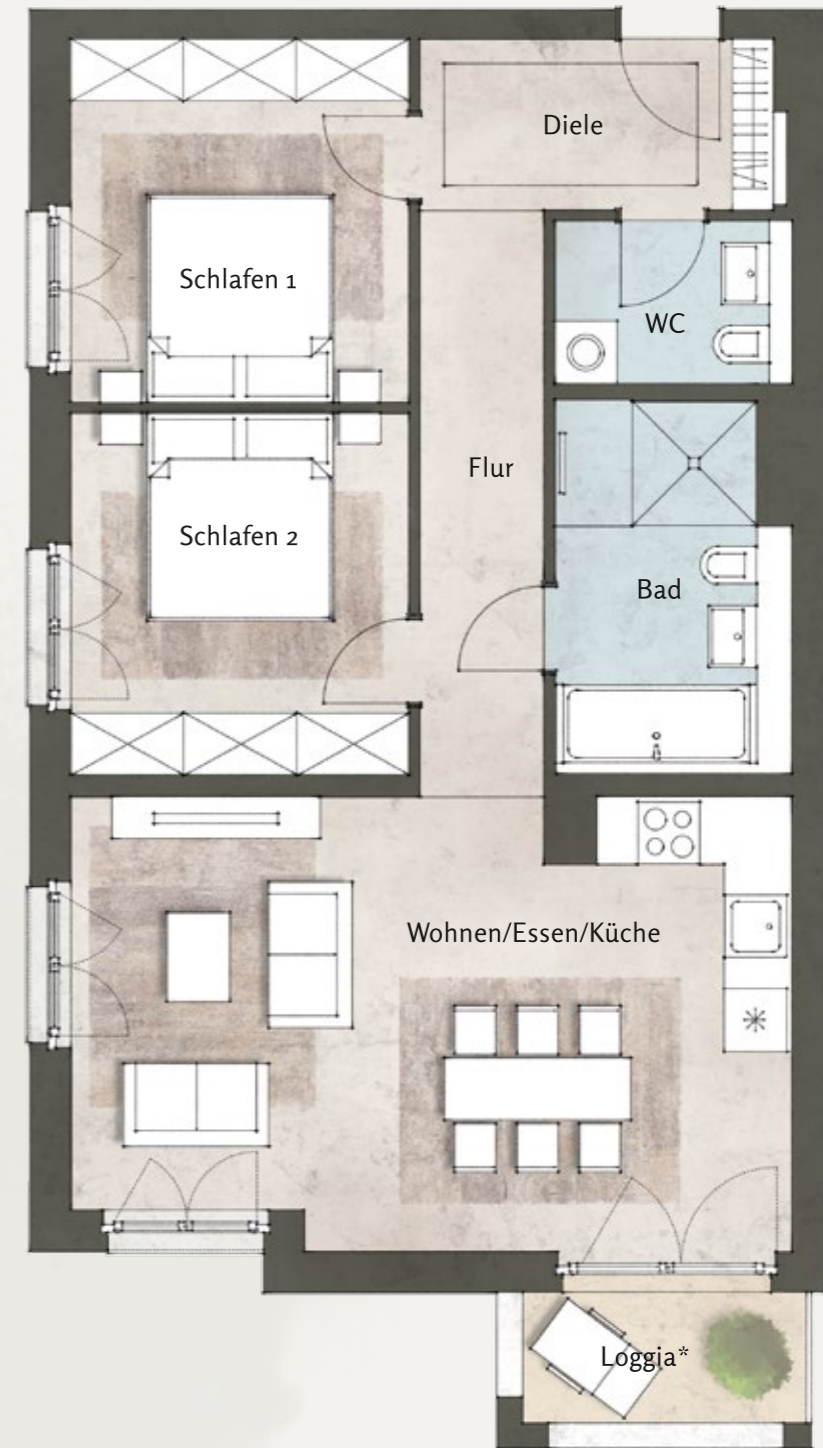 Diele
Schlafen 1
WC
Flur
Schlafen 2
Bad
Wohnen/Essen/Küche
Loggia*